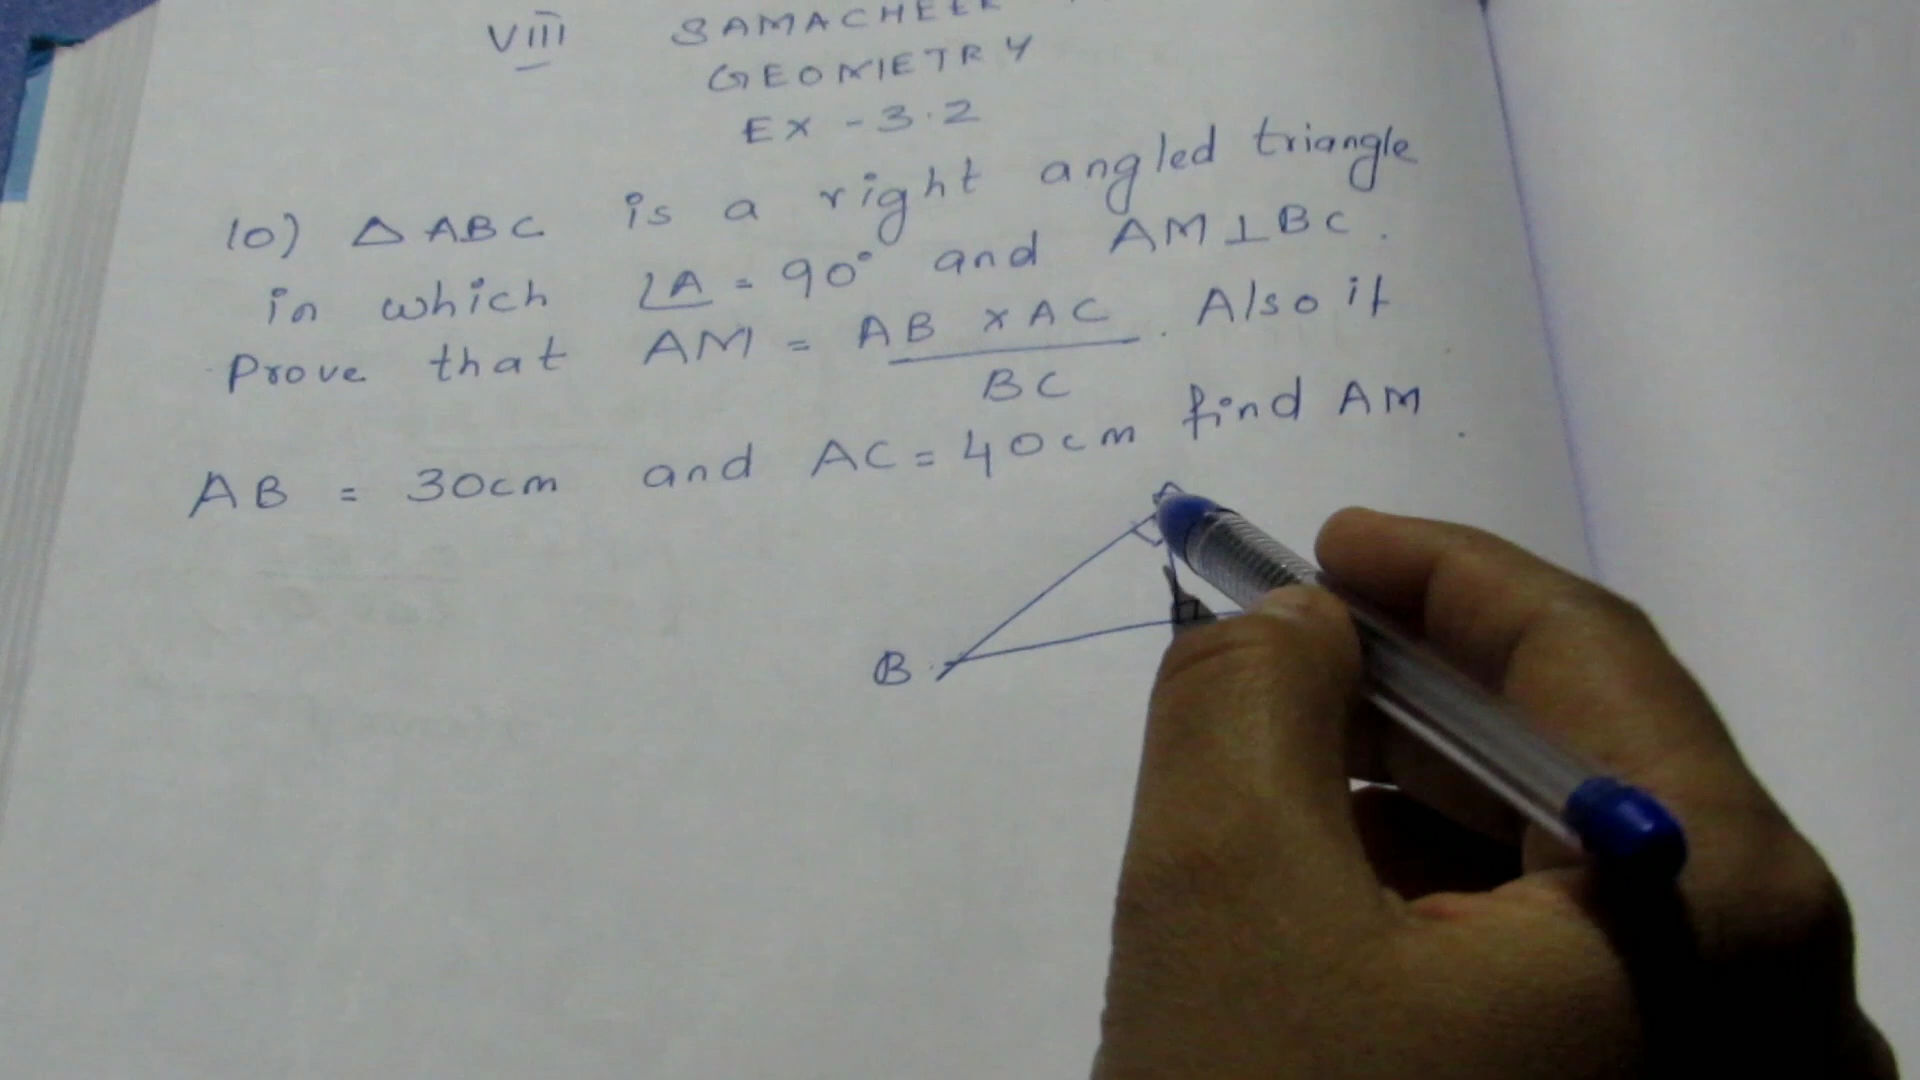 VIII SAMACHEER
GEOMETRY
EX - 3.2
10) △ ABC is a right angled triangle
in which ∠A = 90° and AM⊥BC.
Prove that AM = AB × AC / BC. Also if
AB = 30cm and AC = 40cm find AM.
B